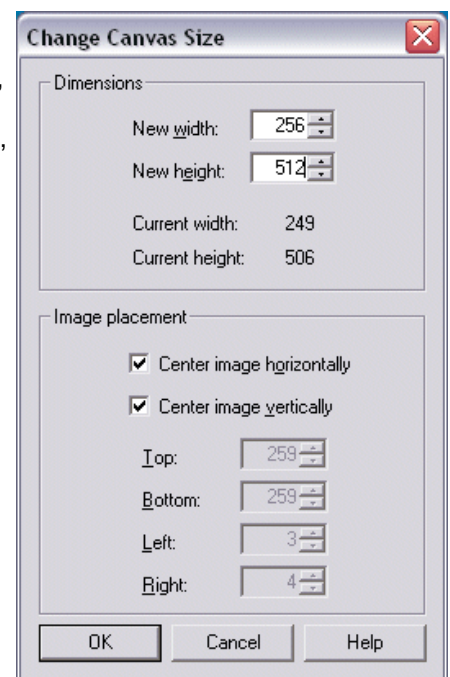 Change Canvas Size
,
,
Dimensions
New width: 256
New height: 512
Current width: 249
Current height: 506
Image placement
Center image horizontally
Center image vertically
Top: 259
Bottom: 259
Left: 3
Right: 4
OK Cancel Help